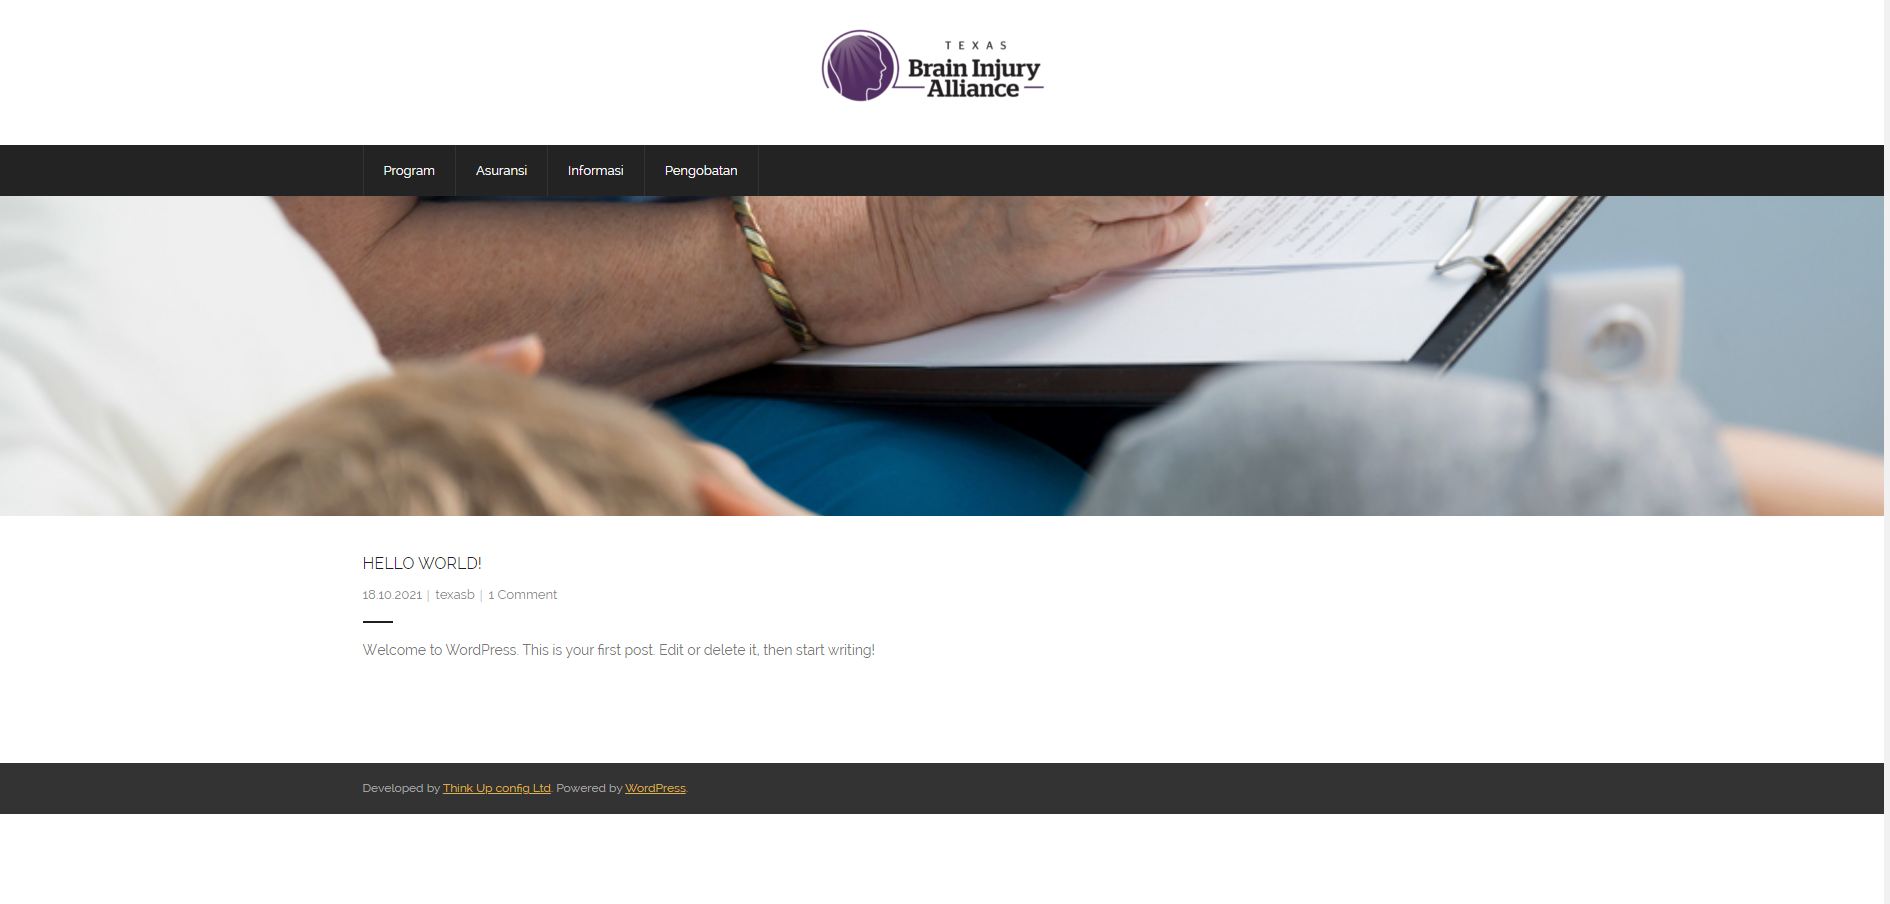 TEXAS
Brain Injury
Alliance
Program
Asuransi
Informasi
Pengobatan
HELLO WORLD!
18.10.2021 | texasb | 1 Comment
Welcome to WordPress. This is your first post. Edit or delete it, then start writing!
Developed by Think Up config Ltd. Powered by WordPress.